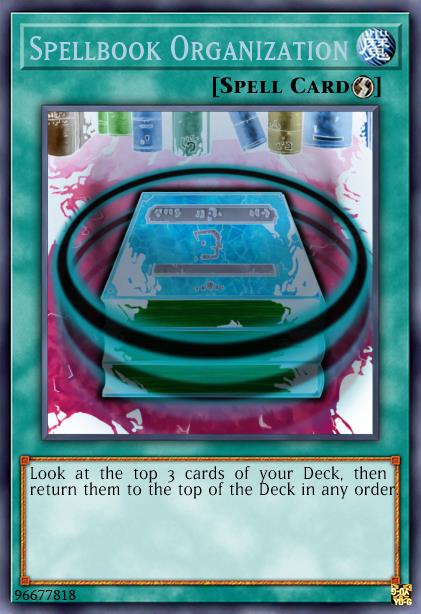 SPELLBOOK ORGANIZATION
魔
[SPELL CARD]
Look at the top 3 cards of your Deck, then
return them to the top of the Deck in any order.
96677818